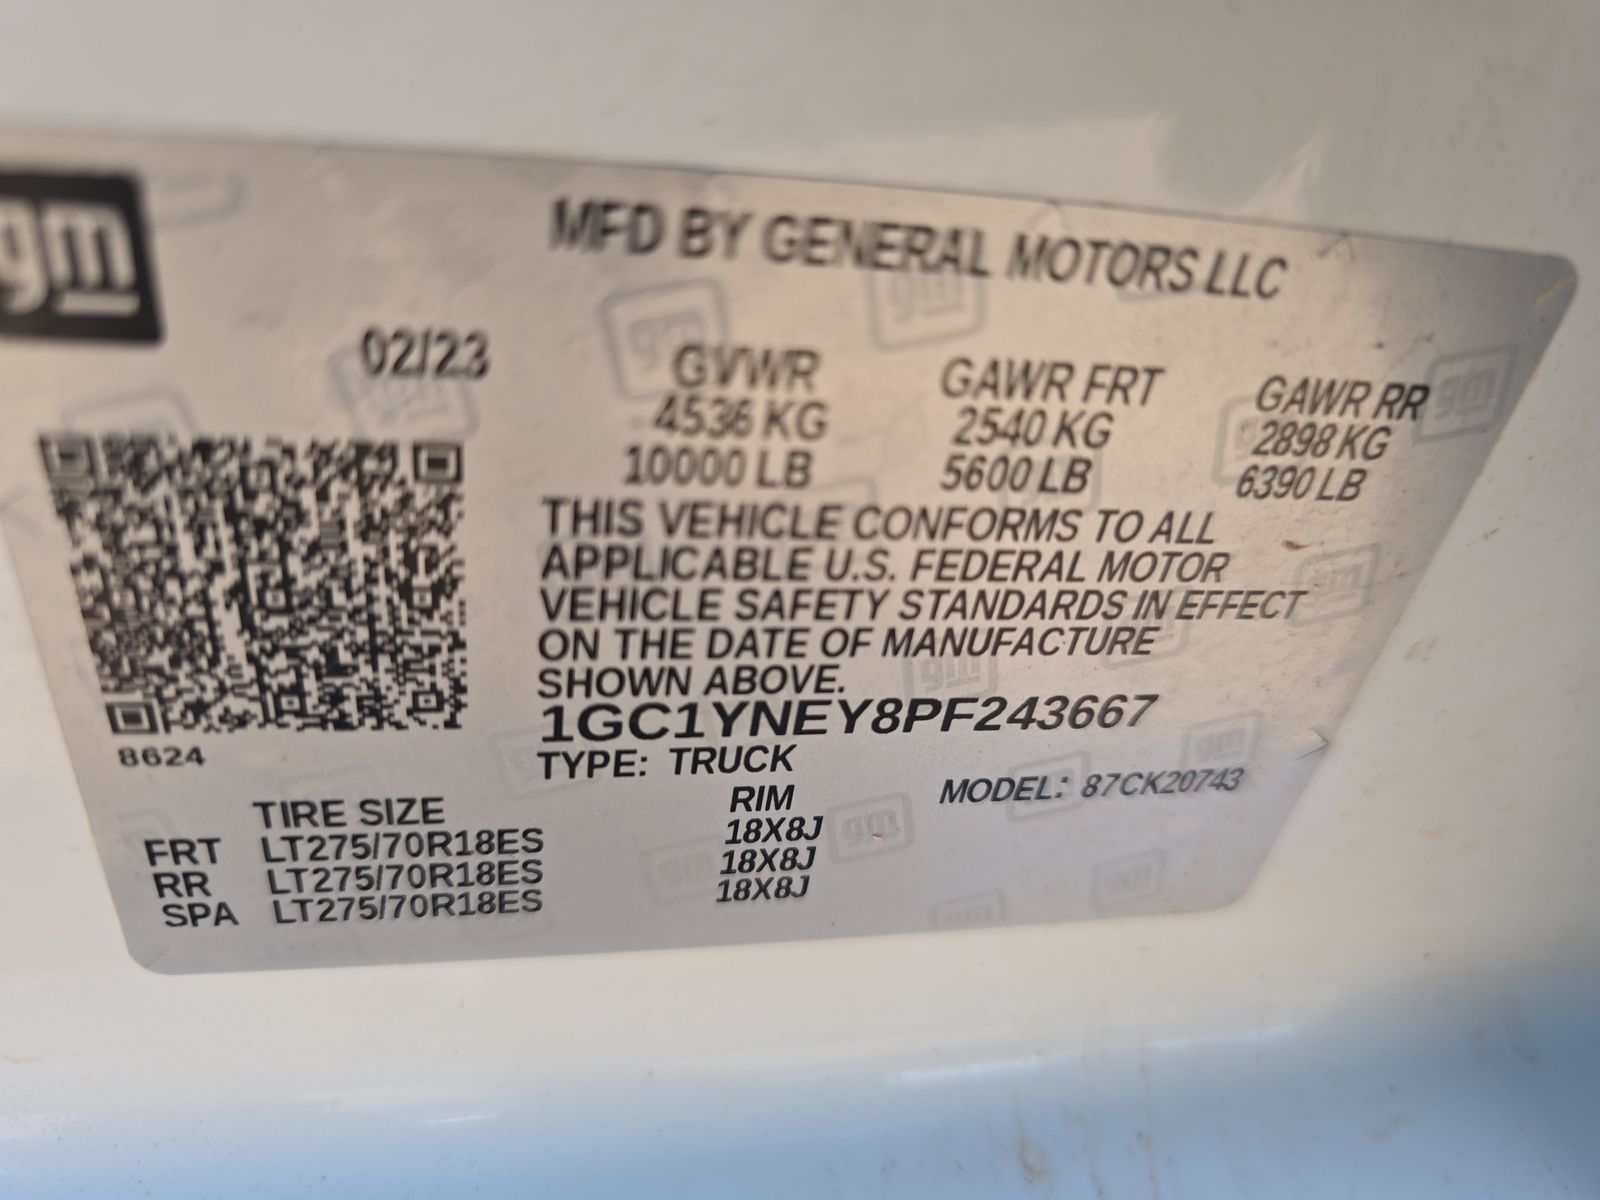 gm
MFD BY GENERAL MOTORS LLC
02/23
GVWR GAWR FRT GAWR RR
4536 KG 2540 KG 2898 KG
10000 LB 5600 LB 6390 LB
THIS VEHICLE CONFORMS TO ALL
APPLICABLE U.S. FEDERAL MOTOR
VEHICLE SAFETY STANDARDS IN EFFECT
ON THE DATE OF MANUFACTURE
SHOWN ABOVE.
1GC1YNEY8PF243667
8624
TYPE: TRUCK
MODEL: 87CK20743
TIRE SIZE RIM
FRT LT275/70R18ES 18X8J
RR LT275/70R18ES 18X8J
SPA LT275/70R18ES 18X8J